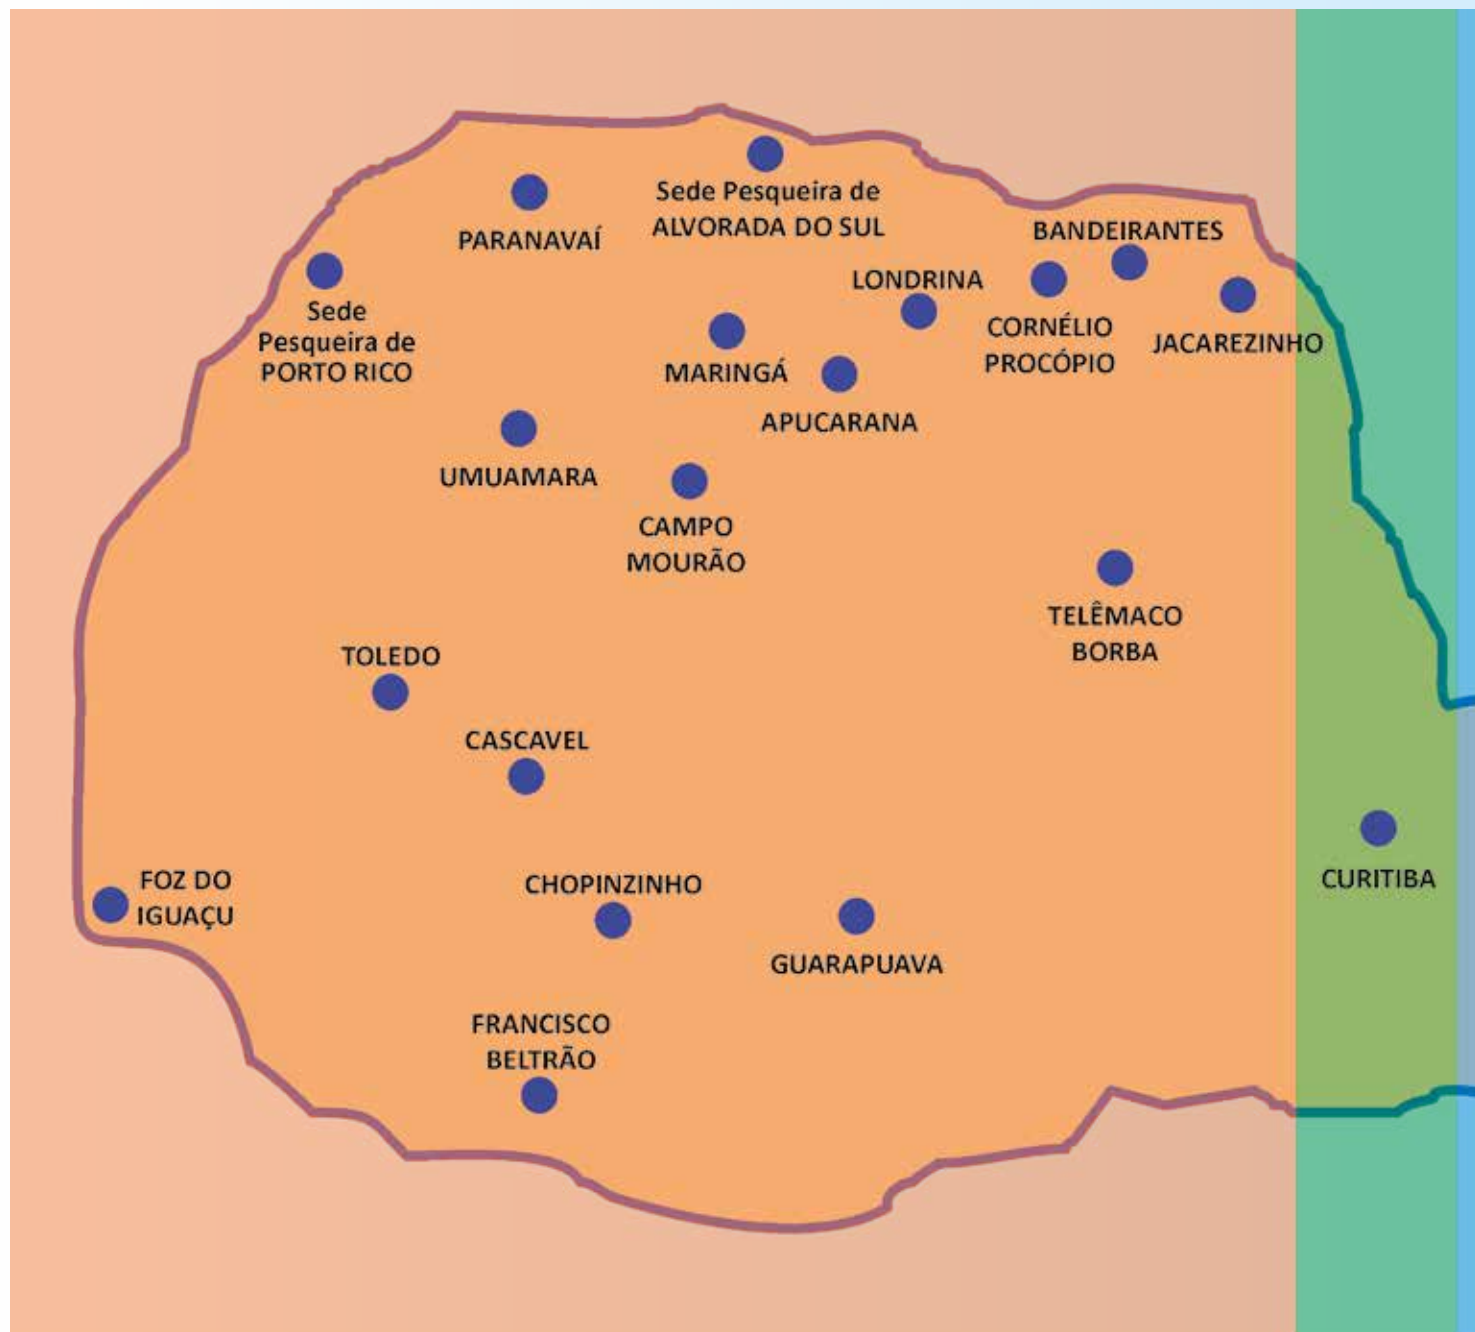 Sede Pesqueira de
ALVORADA DO SUL
PARANAVAÍ
BANDEIRANTES
LONDRINA
Sede
Pesqueira de
PORTO RICO
CORNÉLIO
PROCÓPIO
JACAREZINHO
MARINGÁ
APUCARANA
UMUAMARA
CAMPO
MOURÃO
TELÊMACO
BORBA
TOLEDO
CASCAVEL
CURITIBA
FOZ DO
IGUAÇU
CHOPINZINHO
GUARAPUAVA
FRANCISCO
BELTRÃO